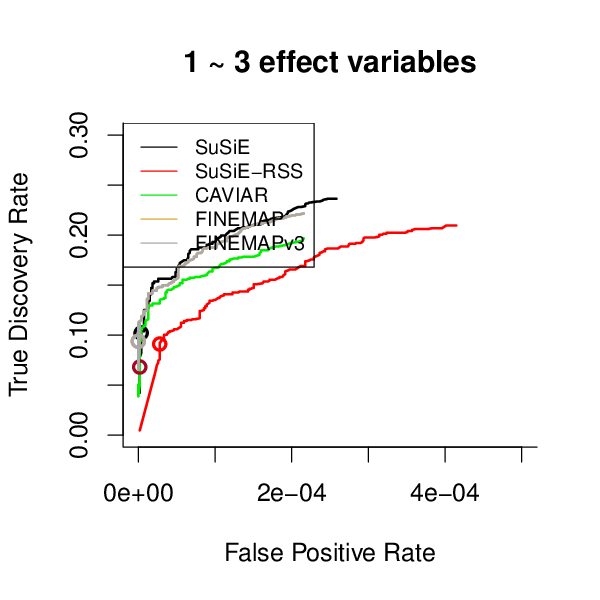 1 ~ 3 effect variables
True Discovery Rate
0.30
0.20
0.10
0.00
SuSiE
SuSiE−RSS
CAVIAR
FINEMAP
FINEMAPv3
0e+00
2e−04
4e−04
False Positive Rate